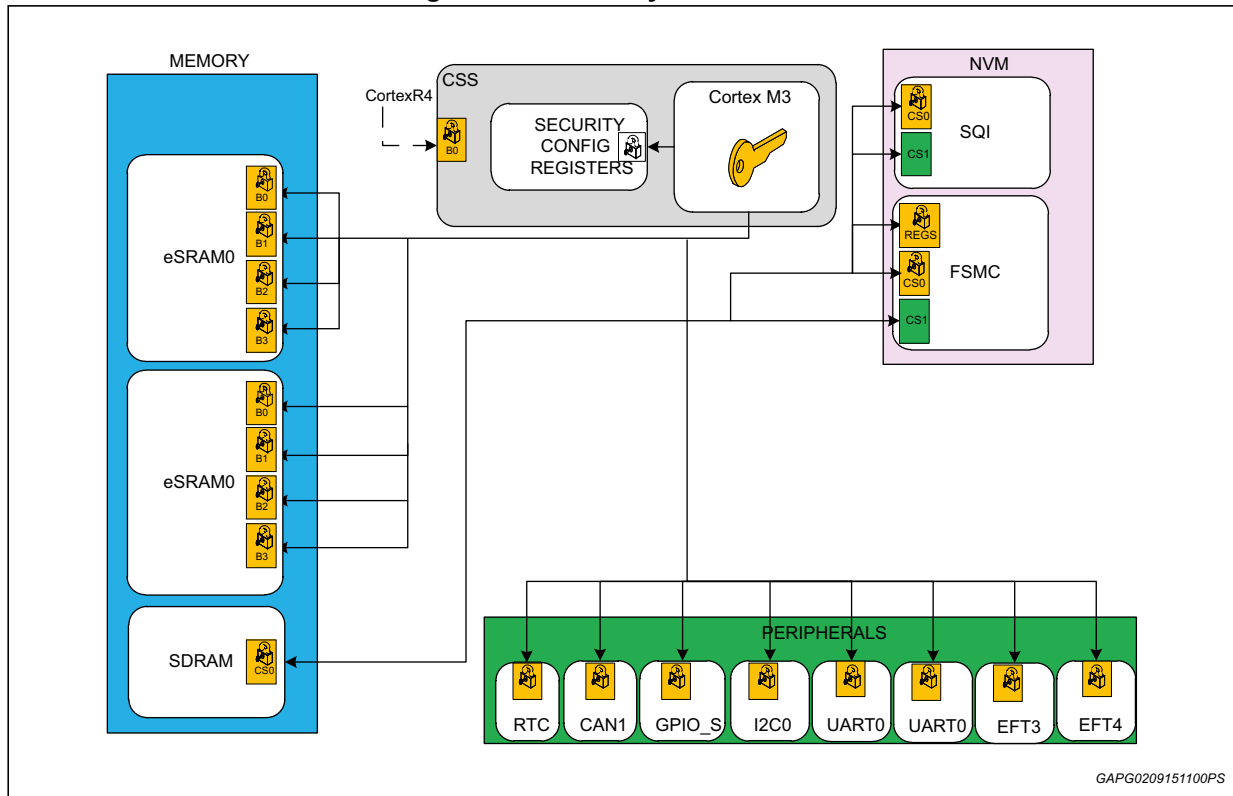 MEMORY
eSRAM0
B0
B1
B2
B3
eSRAM0
B0
B1
B2
B3
SDRAM
CS0
CortexR4
CSS
B0
SECURITY
CONFIG
REGISTERS
Cortex M3
NVM
CS0
SQI
CS1
REGS
CS0
FSMC
CS1
PERIPHERALS
RTC
CAN1
GPIO_S
I2C0
UART0
UART0
EFT3
EFT4
GAPG0209151100PS